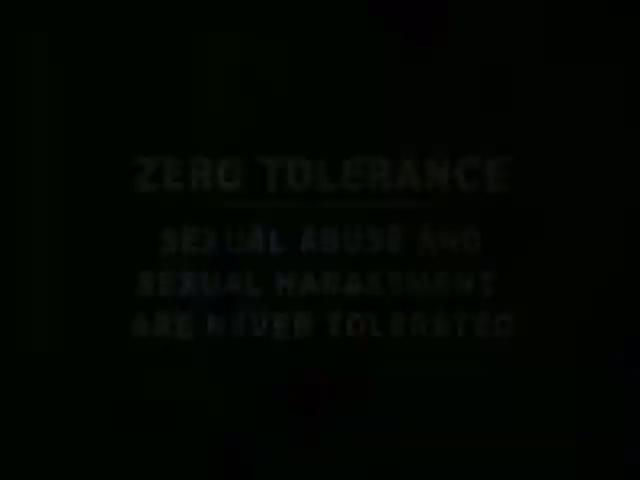 ZERO TOLERANCE
SEXUAL ABUSE AND
SEXUAL HARASSMENT
ARE NEVER TOLERATED